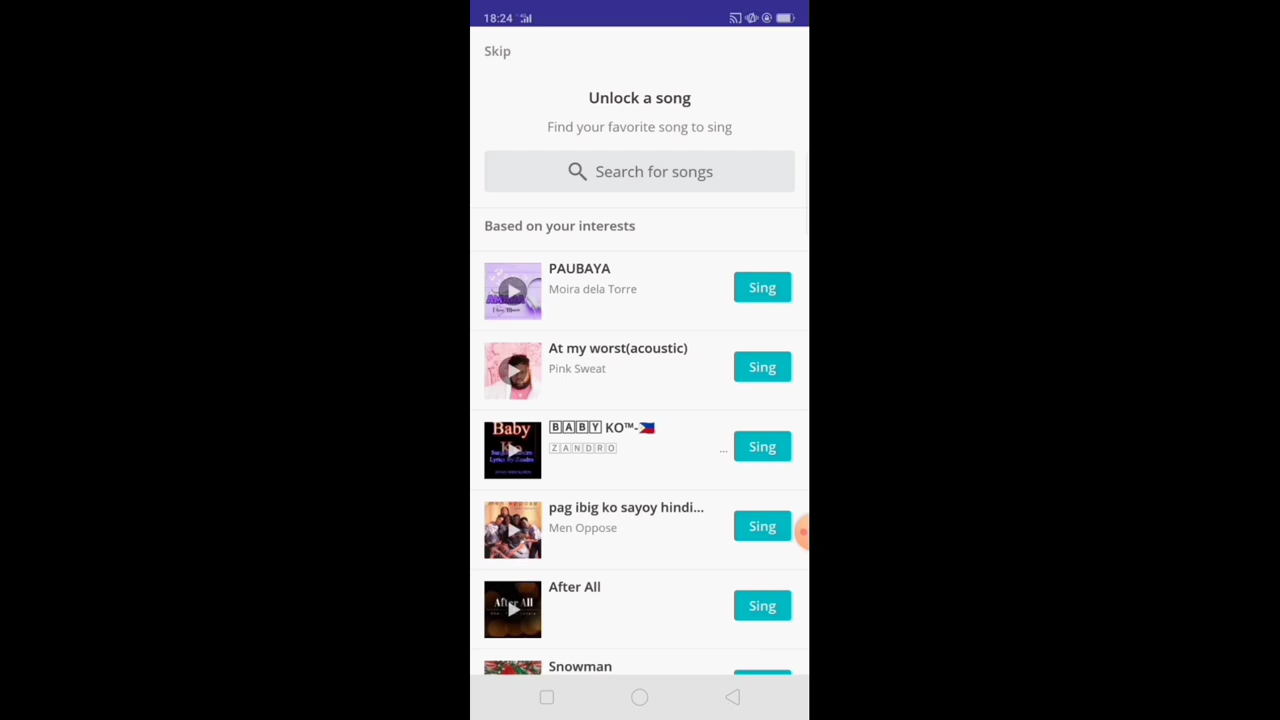 18:24
Skip
Unlock a song
Find your favorite song to sing
Search for songs
Based on your interests
PAUBAYA
Moira dela Torre
Sing
At my worst(acoustic)
Pink Sweat
Sing
Baby
🄱🄰🄱🅈 KO™-🇵🇭
🅉🄰🄽🄳🅁🄾 ...
Sing
pag ibig ko sayoy hindi...
Men Oppose
Sing
After All
After All
Sing
Snowman